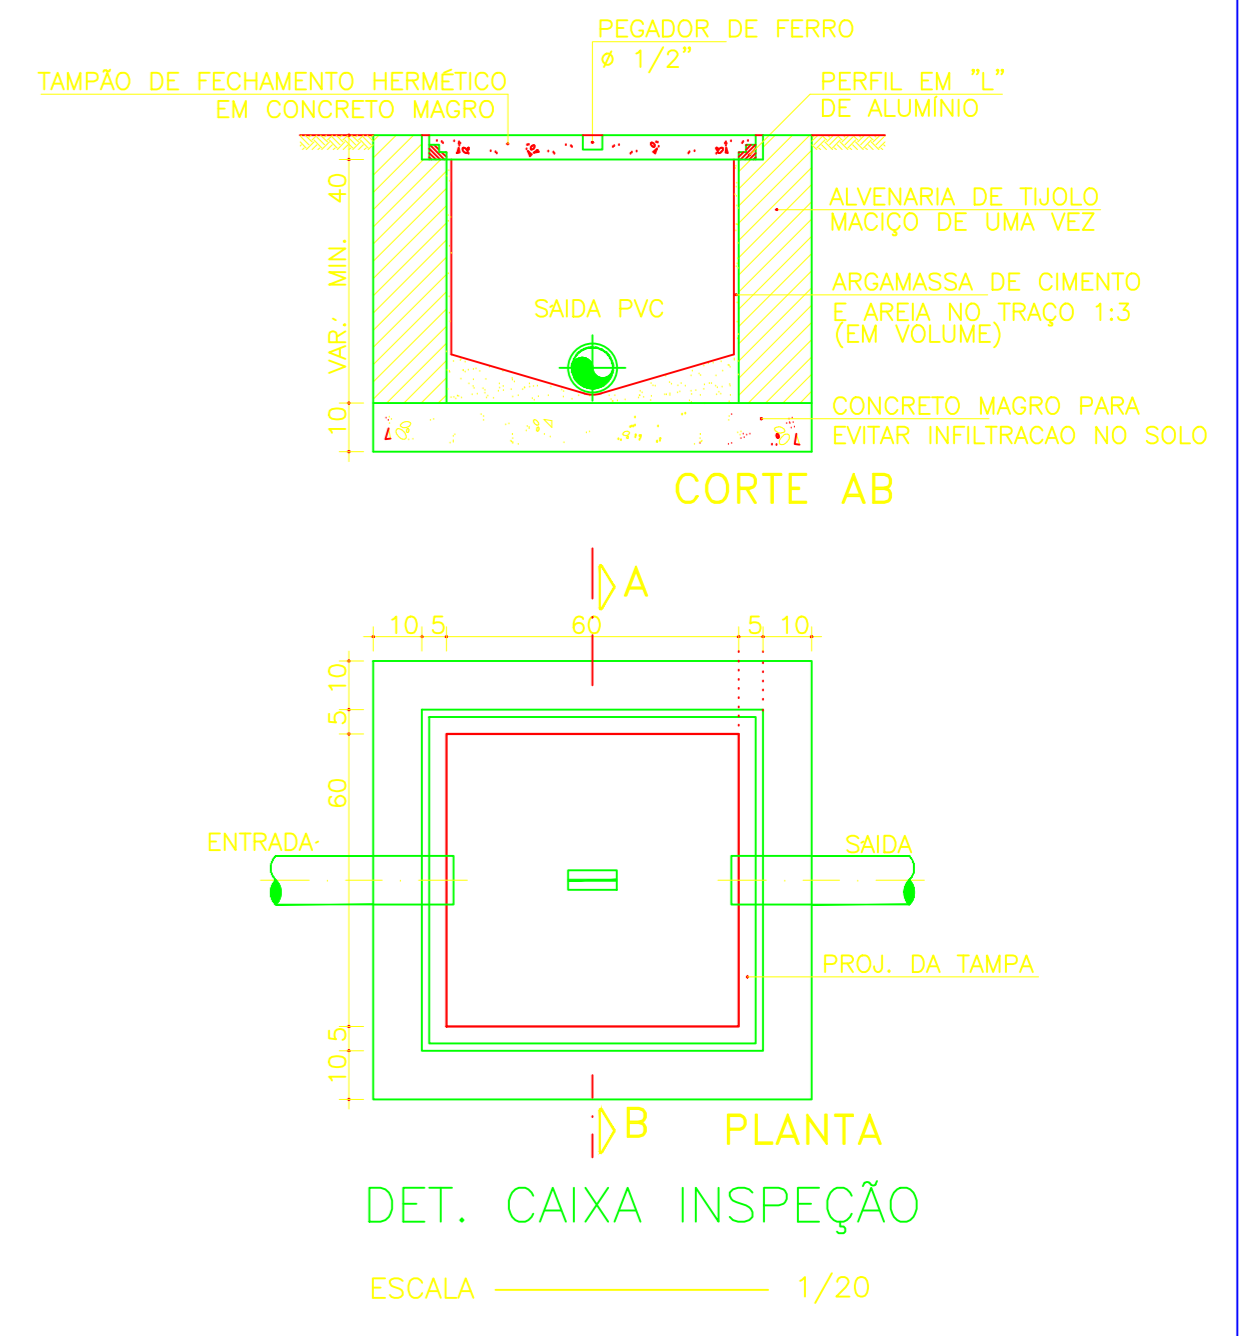 PEGADOR DE FERRO
ø 1/2"
TAMPÃO DE FECHAMENTO HERMÉTICO
EM CONCRETO MAGRO
PERFIL EM "L"
DE ALUMÍNIO
40
ALVENARIA DE TIJOLO
MACIÇO DE UMA VEZ
VAR.' MIN.
ARGAMASSA DE CIMENTO
E AREIA NO TRAÇO 1:3
(EM VOLUME)
SAIDA PVC
10
CONCRETO MAGRO PARA
EVITAR INFILTRACAO NO SOLO
L
L
CORTE AB
A
10 5 60 5 10
10
5
60
ENTRADA
SAIDA
PROJ. DA TAMPA
5
10
B
PLANTA
DET. CAIXA INSPEÇÃO
ESCALA 1/20